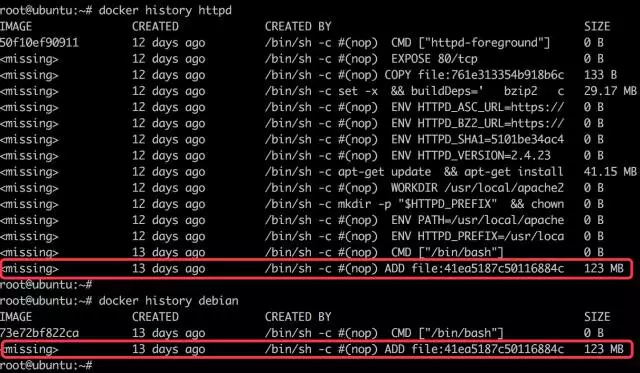 root@ubuntu:~# docker history httpd
IMAGE CREATED CREATED BY SIZE
50f10ef90911 12 days ago /bin/sh -c #(nop) CMD ["httpd-foreground"] 0 B
<missing> 12 days ago /bin/sh -c #(nop) EXPOSE 80/tcp 0 B
<missing> 12 days ago /bin/sh -c #(nop) COPY file:761e313354b918b6c 133 B
<missing> 12 days ago /bin/sh -c set -x && buildDeps=' bzip2 c 29.17 MB
<missing> 12 days ago /bin/sh -c #(nop) ENV HTTPD_ASC_URL=https:// 0 B
<missing> 12 days ago /bin/sh -c #(nop) ENV HTTPD_BZ2_URL=https:// 0 B
<missing> 12 days ago /bin/sh -c #(nop) ENV HTTPD_SHA1=5101be34ac4 0 B
<missing> 12 days ago /bin/sh -c #(nop) ENV HTTPD_VERSION=2.4.23 0 B
<missing> 12 days ago /bin/sh -c apt-get update && apt-get install 41.15 MB
<missing> 12 days ago /bin/sh -c #(nop) WORKDIR /usr/local/apache2 0 B
<missing> 12 days ago /bin/sh -c mkdir -p "$HTTPD_PREFIX" && chown 0 B
<missing> 12 days ago /bin/sh -c #(nop) ENV PATH=/usr/local/apache 0 B
<missing> 12 days ago /bin/sh -c #(nop) ENV HTTPD_PREFIX=/usr/loca 0 B
<missing> 13 days ago /bin/sh -c #(nop) CMD ["/bin/bash"] 0 B
<missing> 13 days ago /bin/sh -c #(nop) ADD file:41ea5187c50116884c 123 MB
root@ubuntu:~#
root@ubuntu:~# docker history debian
IMAGE CREATED CREATED BY SIZE
73e72bf822ca 13 days ago /bin/sh -c #(nop) CMD ["/bin/bash"] 0 B
<missing> 13 days ago /bin/sh -c #(nop) ADD file:41ea5187c50116884c 123 MB
root@ubuntu:~#